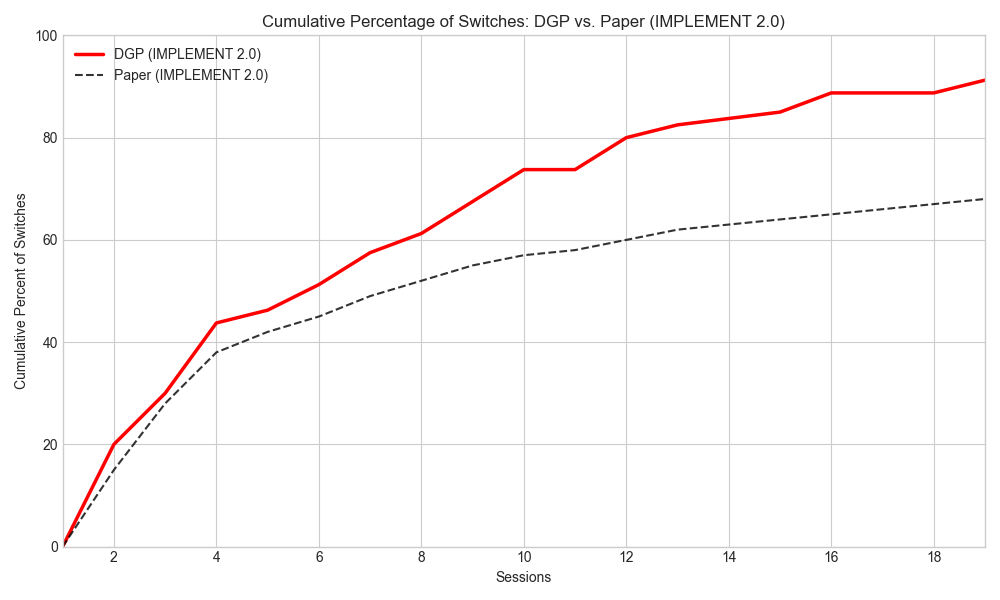 Cumulative Percentage of Switches: DGP vs. Paper (IMPLEMENT 2.0)
DGP (IMPLEMENT 2.0)
Paper (IMPLEMENT 2.0)
Cumulative Percent of Switches
100
80
60
40
20
0
2 4 6 8 10 12 14 16 18
Sessions